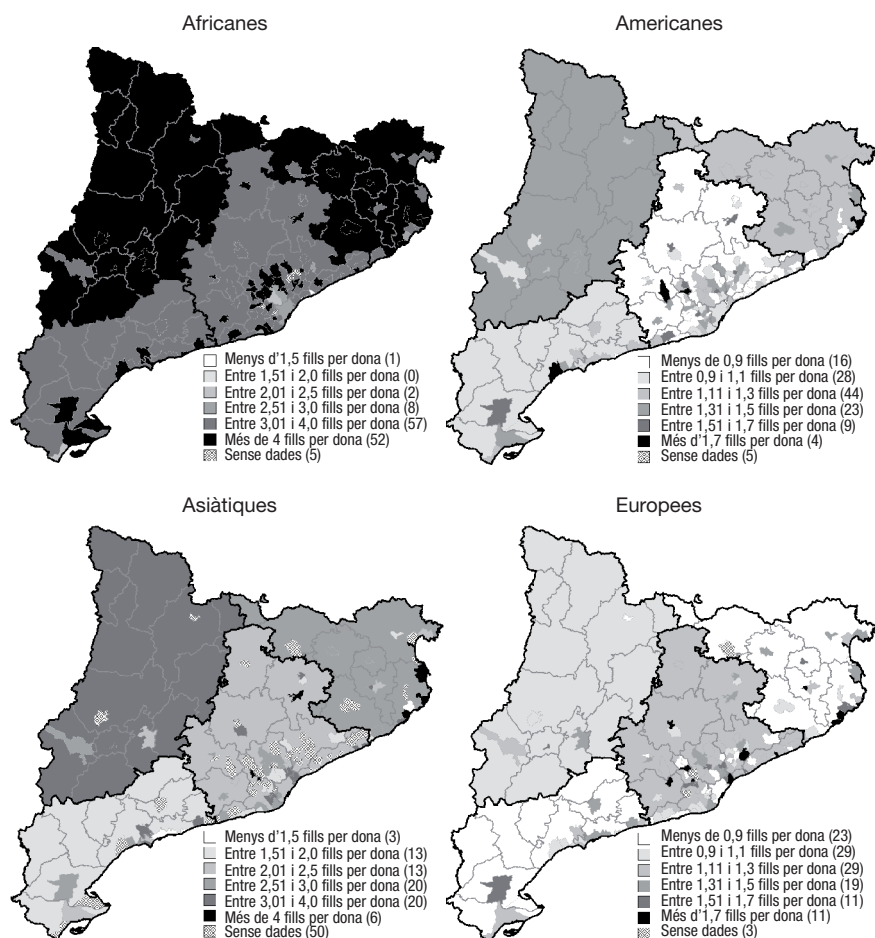 Africanes
Menys d'1,5 fills per dona (1)
Entre 1,51 i 2,0 fills per dona (0)
Entre 2,01 i 2,5 fills per dona (2)
Entre 2,51 i 3,0 fills per dona (8)
Entre 3,01 i 4,0 fills per dona (57)
Més de 4 fills per dona (52)
Sense dades (5)
Americanes
Menys de 0,9 fills per dona (16)
Entre 0,9 i 1,1 fills per dona (28)
Entre 1,11 i 1,3 fills per dona (44)
Entre 1,31 i 1,5 fills per dona (23)
Entre 1,51 i 1,7 fills per dona (9)
Més d'1,7 fills per dona (4)
Sense dades (5)
Asiàtiques
Menys d'1,5 fills per dona (3)
Entre 1,51 i 2,0 fills per dona (13)
Entre 2,01 i 2,5 fills per dona (13)
Entre 2,51 i 3,0 fills per dona (20)
Entre 3,01 i 4,0 fills per dona (20)
Més de 4 fills per dona (6)
Sense dades (50)
Europees
Menys de 0,9 fills per dona (23)
Entre 0,9 i 1,1 fills per dona (29)
Entre 1,11 i 1,3 fills per dona (29)
Entre 1,31 i 1,5 fills per dona (19)
Entre 1,51 i 1,7 fills per dona (11)
Més d'1,7 fills per dona (11)
Sense dades (3)